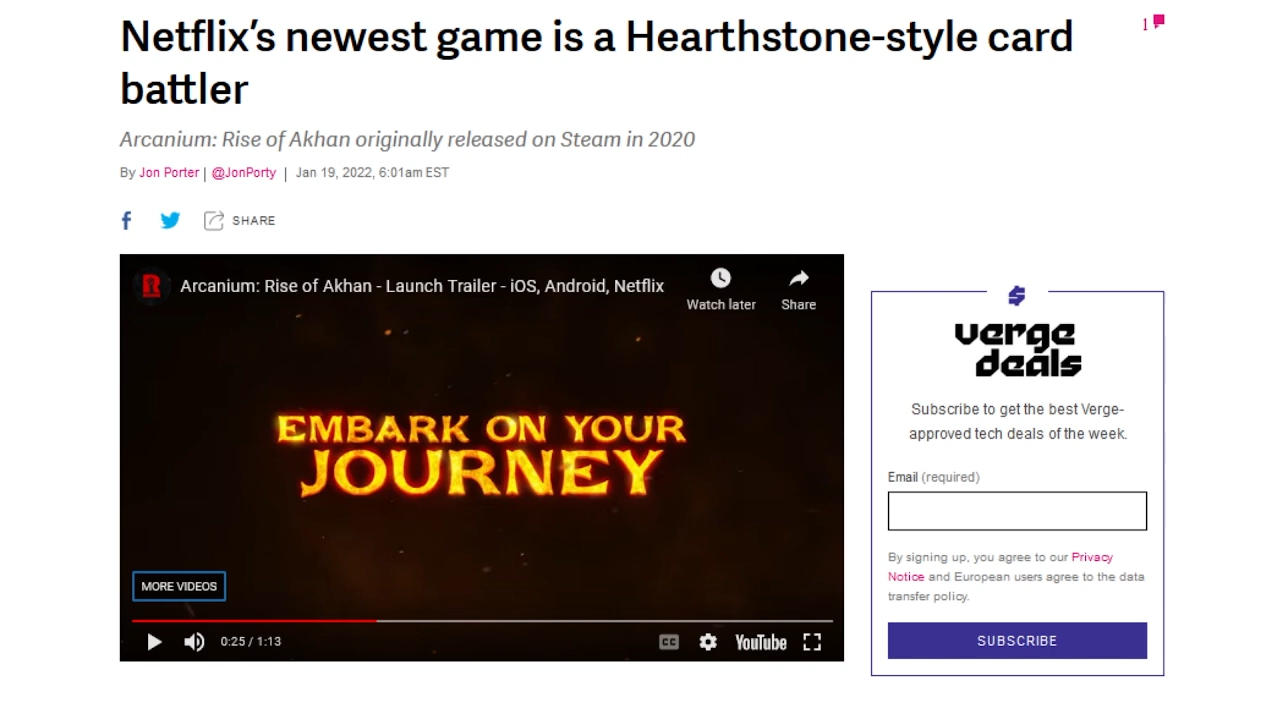 Netflix’s newest game is a Hearthstone-style card
battler
1
Arcanium: Rise of Akhan originally released on Steam in 2020
By Jon Porter | @JonPorty | Jan 19, 2022, 6:01am EST
f
SHARE
Arcanium: Rise of Akhan - Launch Trailer - iOS, Android, Netflix
Watch later
Share
EMBARK ON YOUR
JOURNEY
MORE VIDEOS
0:25 / 1:13
CC
YouTube
$
verge
deals
Subscribe to get the best Verge-
approved tech deals of the week.
Email (required)
By signing up, you agree to our Privacy
Notice and European users agree to the data
transfer policy.
SUBSCRIBE